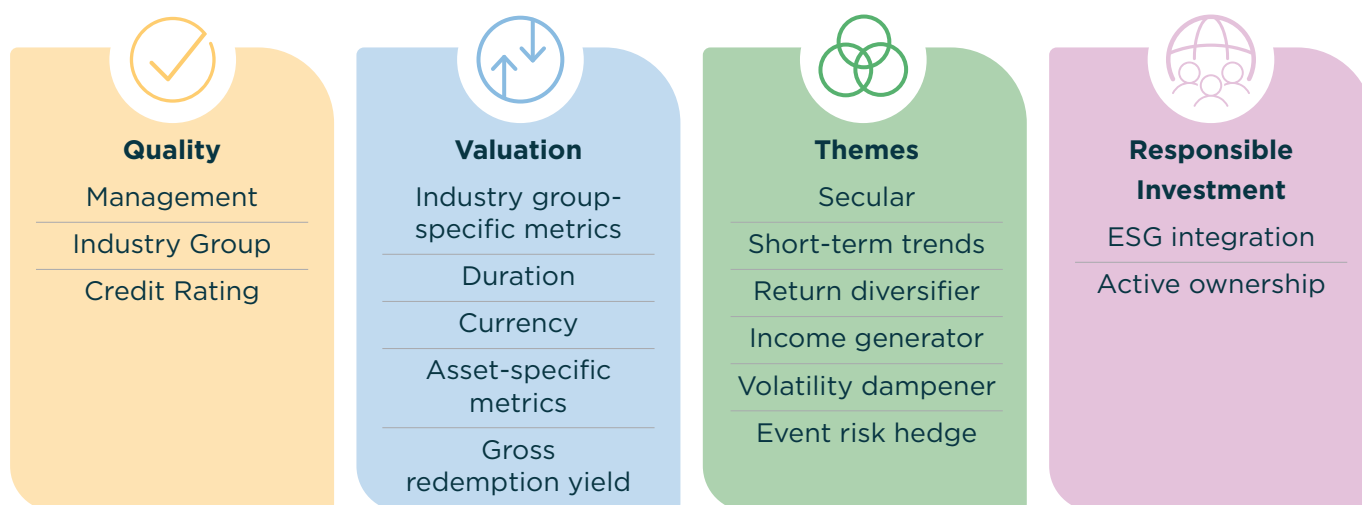 Quality
Management
Industry Group
Credit Rating
Valuation
Industry group-
specific metrics
Duration
Currency
Asset-specific
metrics
Gross
redemption yield
Themes
Secular
Short-term trends
Return diversifier
Income generator
Volatility dampener
Event risk hedge
Responsible
Investment
ESG integration
Active ownership